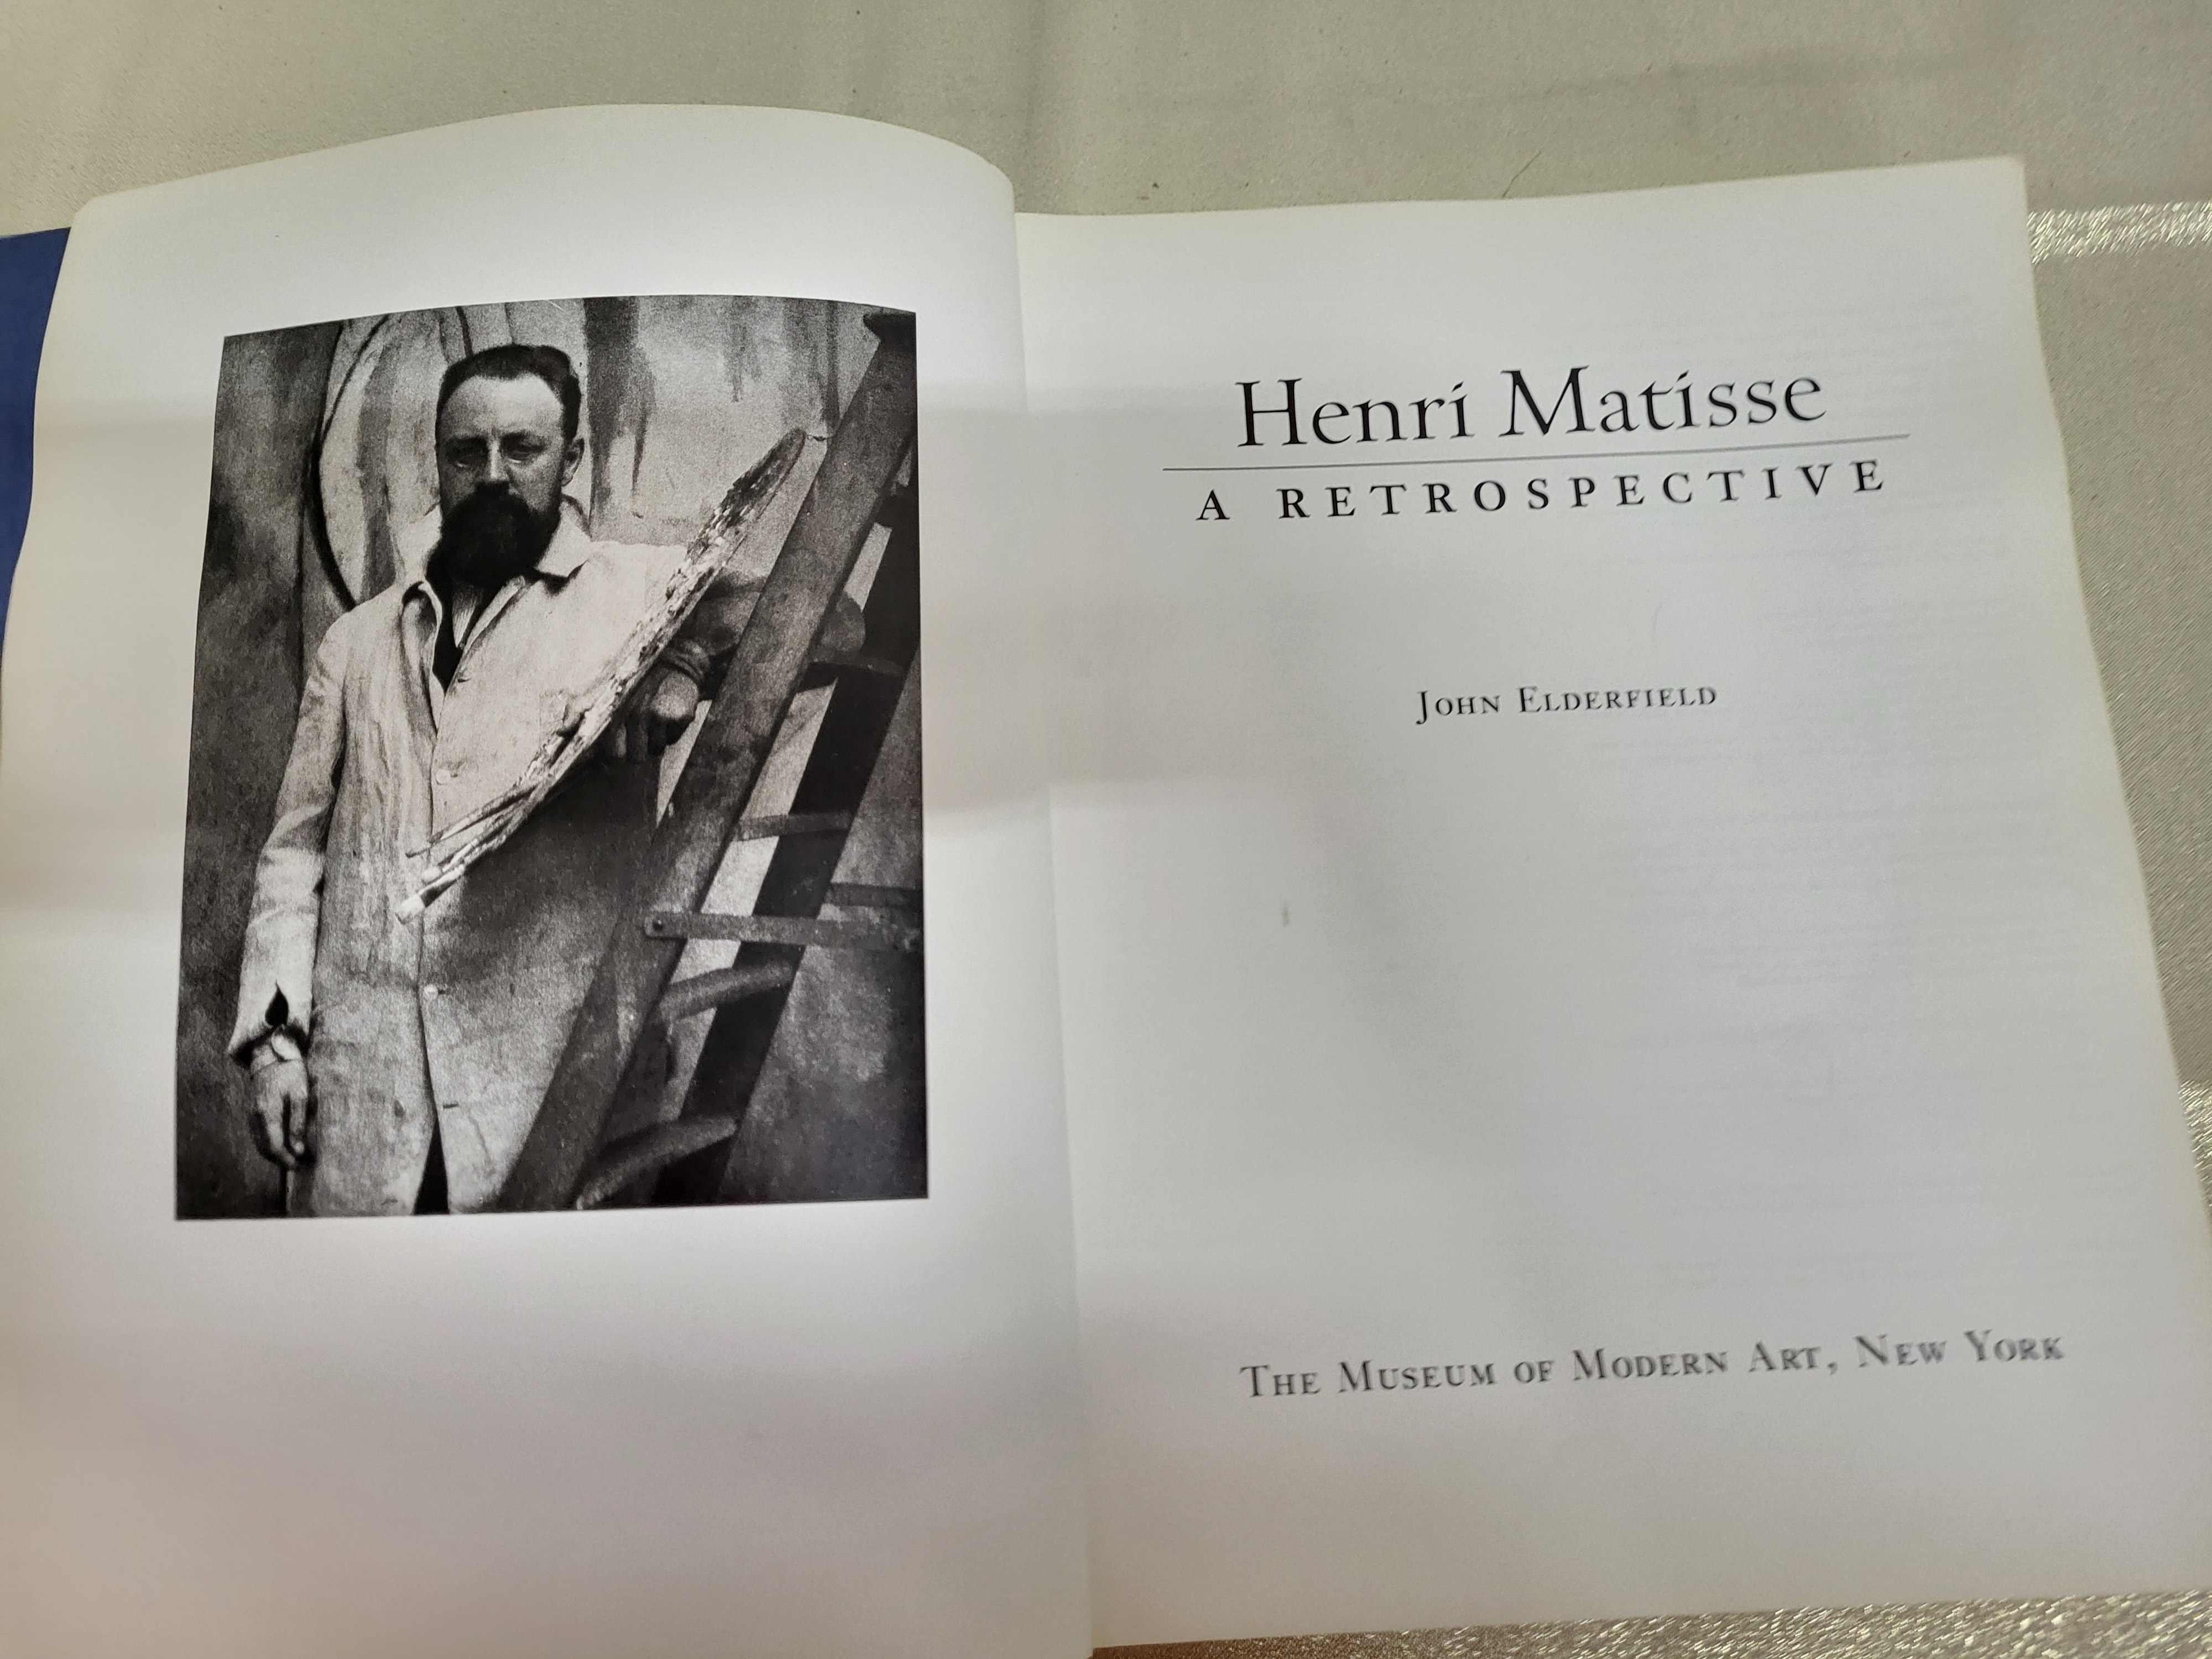 Henri Matisse
A RETROSPECTIVE
JOHN ELDERFIELD
THE MUSEUM OF MODERN ART, NEW YORK